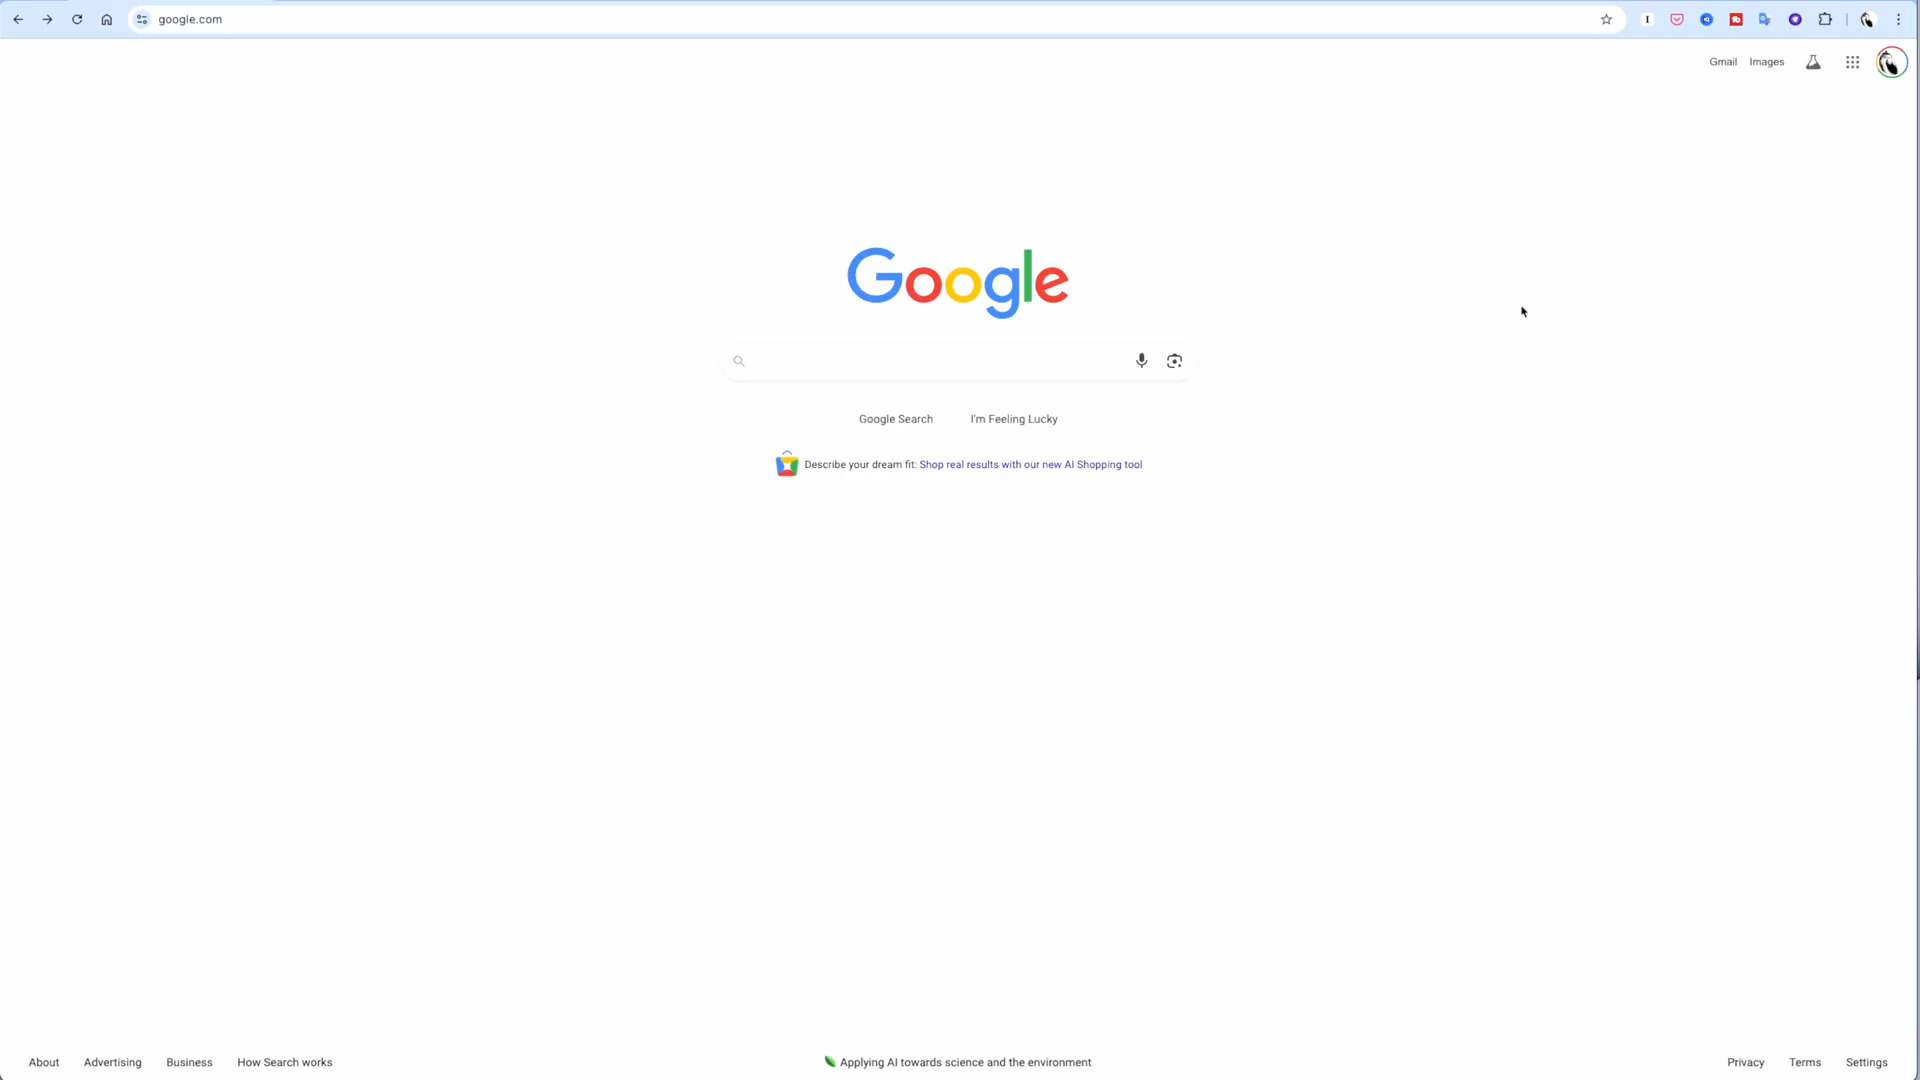 google.com
Gmail Images
Google
Google Search I'm Feeling Lucky
Describe your dream fit: Shop real results with our new AI Shopping tool
About Advertising Business How Search works Applying AI towards science and the environment Privacy Terms Settings